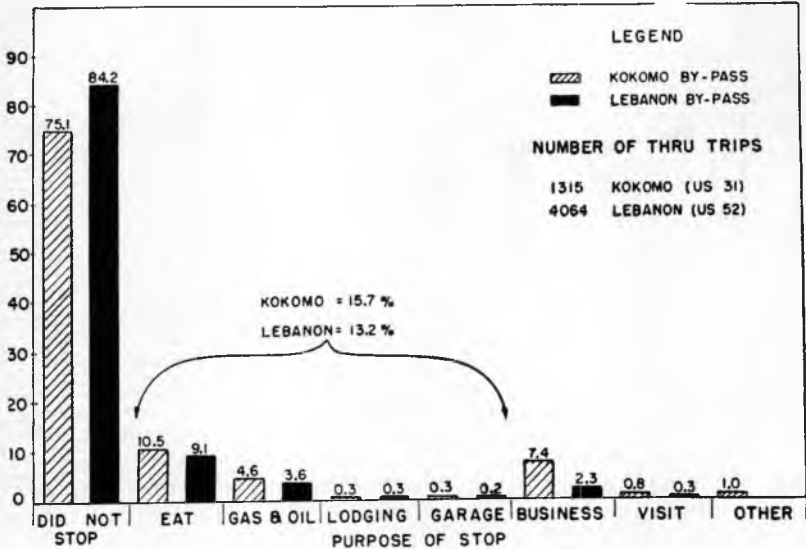 LEGEND
KOKOMO BY-PASS
LEBANON BY-PASS
NUMBER OF THRU TRIPS
1315 KOKOMO (US 31)
4064 LEBANON (US 52)
KOKOMO = 15.7 %
LEBANON = 13.2 %
90
80
70
60
50
40
30
20
10
0
75.1 84.2 10.5 9.1 4.6 3.6 0.3 0.3 0.3 0.2 7.4 2.3 0.8 0.3 1.0
DID NOT | EAT | GAS & OIL | LODGING | GARAGE | BUSINESS | VISIT | OTHER
STOP PURPOSE OF STOP